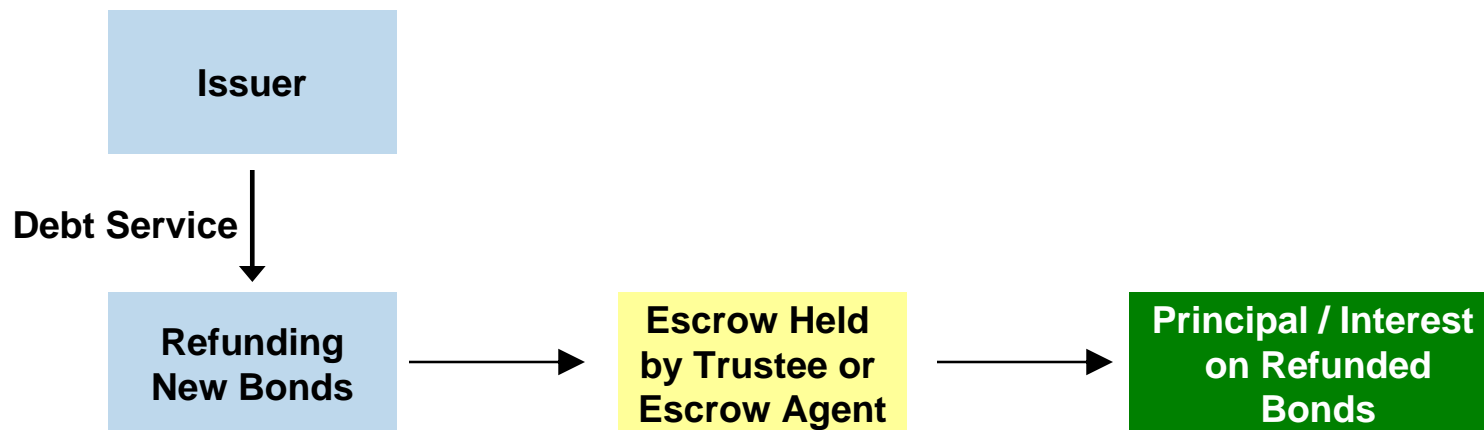 Issuer
Debt Service
Refunding
New Bonds
Escrow Held
by Trustee or
Escrow Agent
Principal / Interest
on Refunded
Bonds